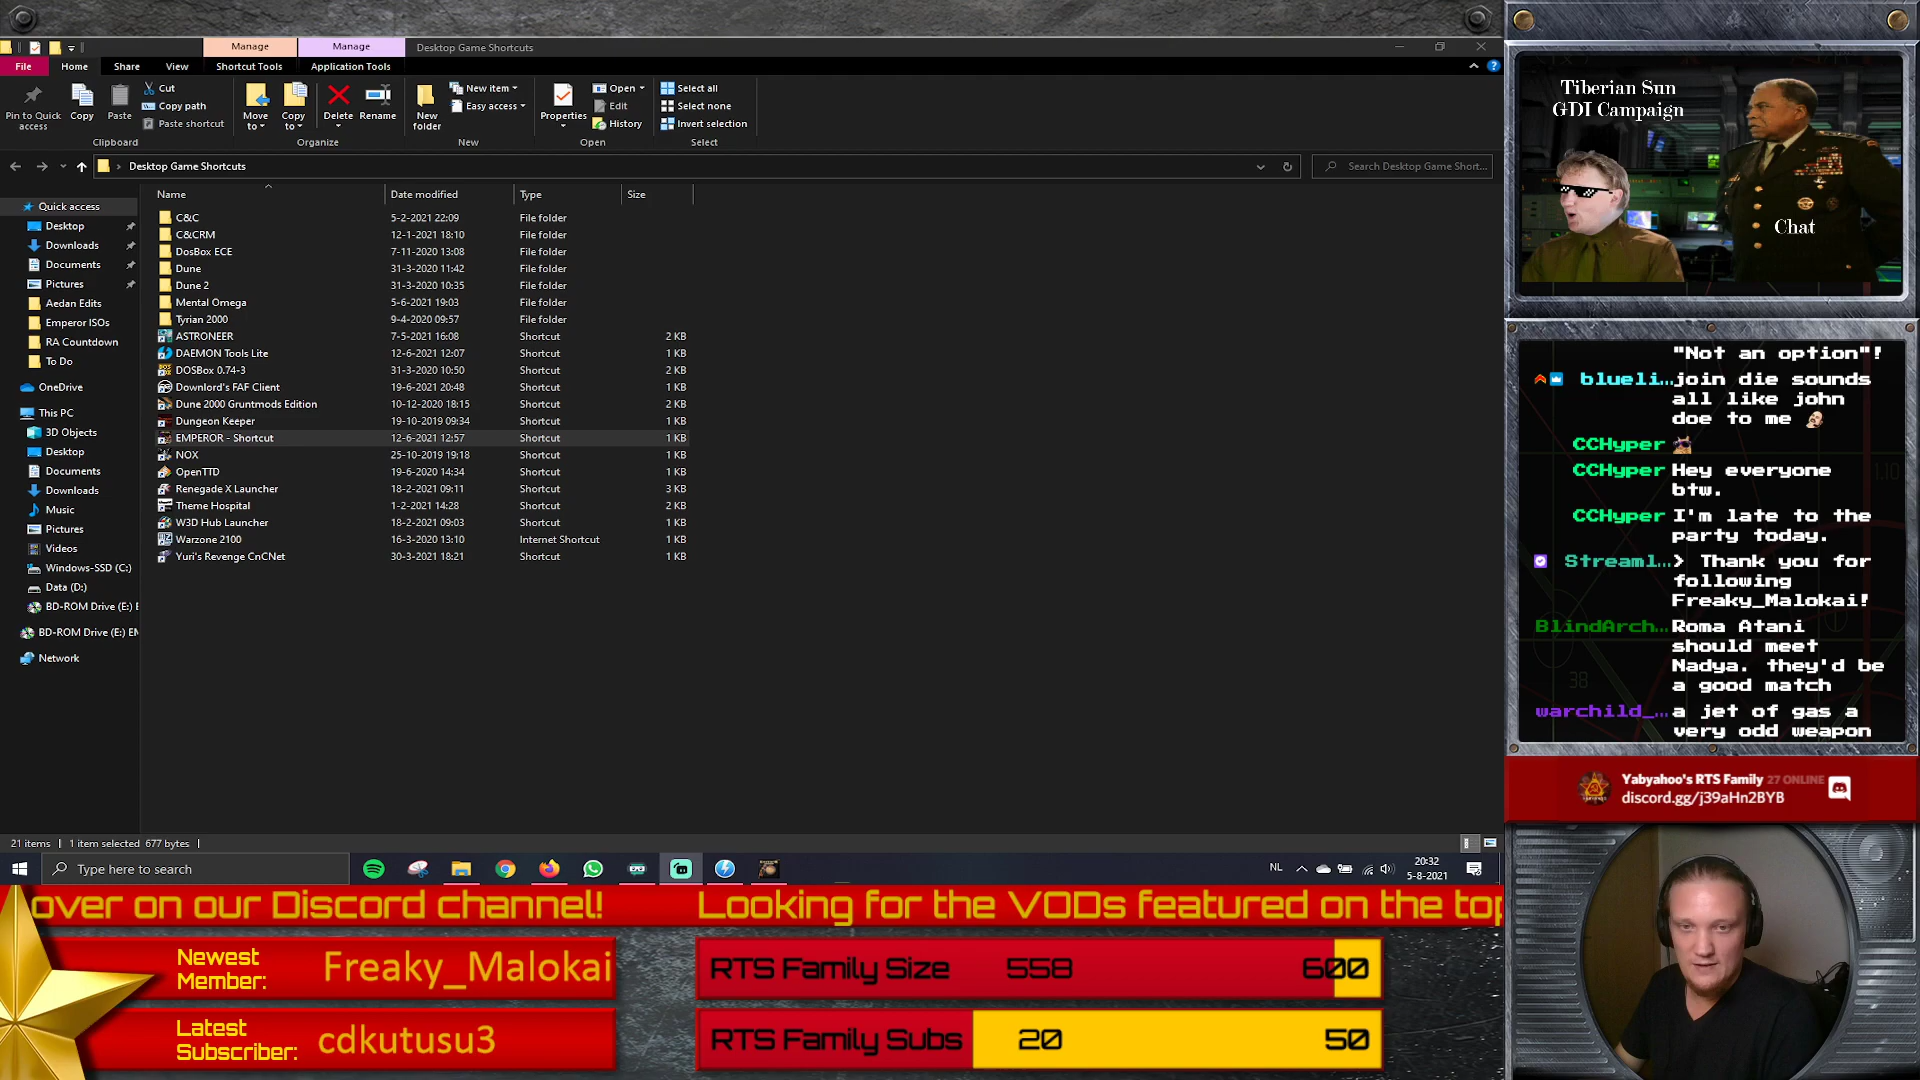 Manage
Manage
Desktop Game Shortcuts
File
Home
Share
View
Shortcut Tools
Application Tools
Pin to Quick access
Copy
Paste
Cut
Copy path
Paste shortcut
Clipboard
Move to
Copy to
Delete
Rename
Organize
New folder
New item
Easy access
New
Properties
Open
Edit
History
Open
Select all
Select none
Invert selection
Select
Desktop Game Shortcuts
Search Desktop Game Short...
Name
Date modified
Type
Size
Quick access
Desktop
Downloads
Documents
Pictures
Aedan Edits
Emperor ISOs
RA Countdown
To Do
OneDrive
This PC
3D Objects
Desktop
Documents
Downloads
Music
Pictures
Videos
Windows-SSD (C:)
Data (D:)
BD-ROM Drive (E:) E
BD-ROM Drive (E:) EM
Network
C&C 5-2-2021 22:09 File folder
C&CRM 12-1-2021 18:10 File folder
DosBox ECE 7-11-2020 13:08 File folder
Dune 31-3-2020 11:42 File folder
Dune 2 31-3-2020 10:35 File folder
Mental Omega 5-6-2021 19:03 File folder
Tyrian 2000 9-4-2020 09:57 File folder
ASTRONEER 7-5-2021 16:08 Shortcut 2 KB
DAEMON Tools Lite 12-6-2021 12:07 Shortcut 1 KB
DOSBox 0.74-3 31-3-2020 10:50 Shortcut 2 KB
Downlord's FAF Client 19-6-2021 20:48 Shortcut 1 KB
Dune 2000 Gruntmods Edition 10-12-2020 18:15 Shortcut 2 KB
Dungeon Keeper 19-10-2019 09:34 Shortcut 1 KB
EMPEROR - Shortcut 12-6-2021 12:57 Shortcut 1 KB
NOX 25-10-2019 19:18 Shortcut 1 KB
OpenTTD 19-6-2020 14:34 Shortcut 1 KB
Renegade X Launcher 18-2-2021 09:11 Shortcut 3 KB
Theme Hospital 1-2-2021 14:28 Shortcut 2 KB
W3D Hub Launcher 18-2-2021 09:03 Shortcut 1 KB
Warzone 2100 16-3-2020 13:10 Internet Shortcut 1 KB
Yuri's Revenge CnCNet 30-3-2021 18:21 Shortcut 1 KB
21 items
1 item selected 677 bytes
Type here to search
NL
20:32
5-8-2021
Tiberian Sun
GDI Campaign
Chat
"Not an option"!
blueli... join die sounds
all like john
doe to me
CCHyper
CCHyper Hey everyone
btw.
CCHyper I'm late to the
party today.
Streaml... > Thank you for
following
Freaky_Malokai!
BlindArch... Roma Atani
should meet
Nadya. they'd be
a good match
warchild_... a jet of gas a
very odd weapon
Yabyahoo's RTS Family 27 ONLINE
discord.gg/j39aHn2BYB
over on our Discord channel!
Looking for the VODs featured on the top
Newest
Member:
Freaky_Malokai
Latest
Subscriber:
cdkutusu3
RTS Family Size 558 600
RTS Family Subs 20 50